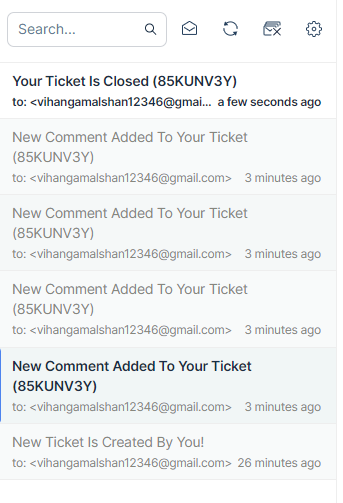 Search...
Your Ticket Is Closed (85KUNV3Y)
to: <vihangamalshan12346@gmai... a few seconds ago
New Comment Added To Your Ticket
(85KUNV3Y)
to: <vihangamalshan12346@gmail.com> 3 minutes ago
New Comment Added To Your Ticket
(85KUNV3Y)
to: <vihangamalshan12346@gmail.com> 3 minutes ago
New Comment Added To Your Ticket
(85KUNV3Y)
to: <vihangamalshan12346@gmail.com> 3 minutes ago
New Comment Added To Your Ticket
(85KUNV3Y)
to: <vihangamalshan12346@gmail.com> 3 minutes ago
New Ticket Is Created By You!
to: <vihangamalshan12346@gmail.com> 26 minutes ago